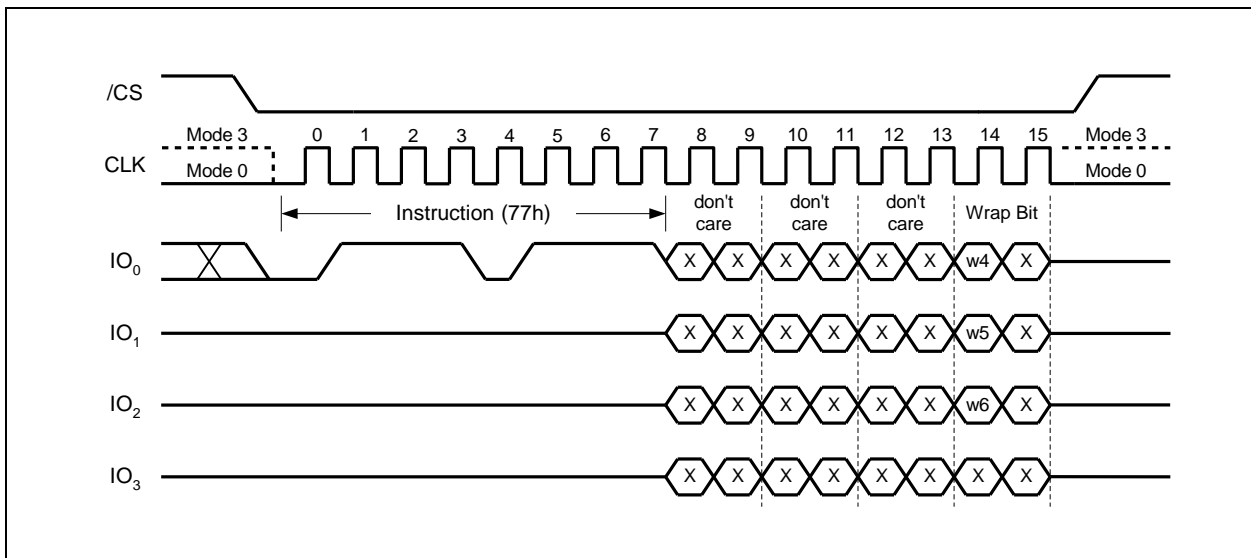 /CS
Mode 3 0 1 2 3 4 5 6 7 8 9 10 11 12 13 14 15 Mode 3
CLK
Mode 0 Mode 0
Instruction (77h) don't care don't care don't care Wrap Bit
IO0 X X X X X X w4 X
IO1 X X X X X X w5 X
IO2 X X X X X X w6 X
IO3 X X X X X X X X